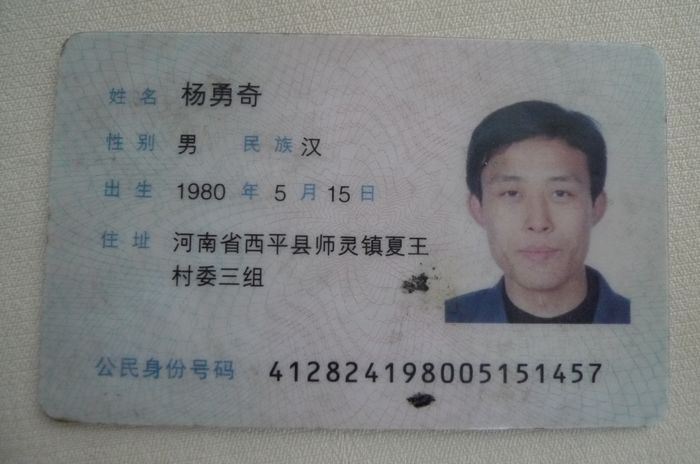 姓名 杨勇奇
性别 男 民族 汉
出生 1980 年 5 月 15 日
住址 河南省西平县师灵镇夏王
村委三组
公民身份号码 412824198005151457